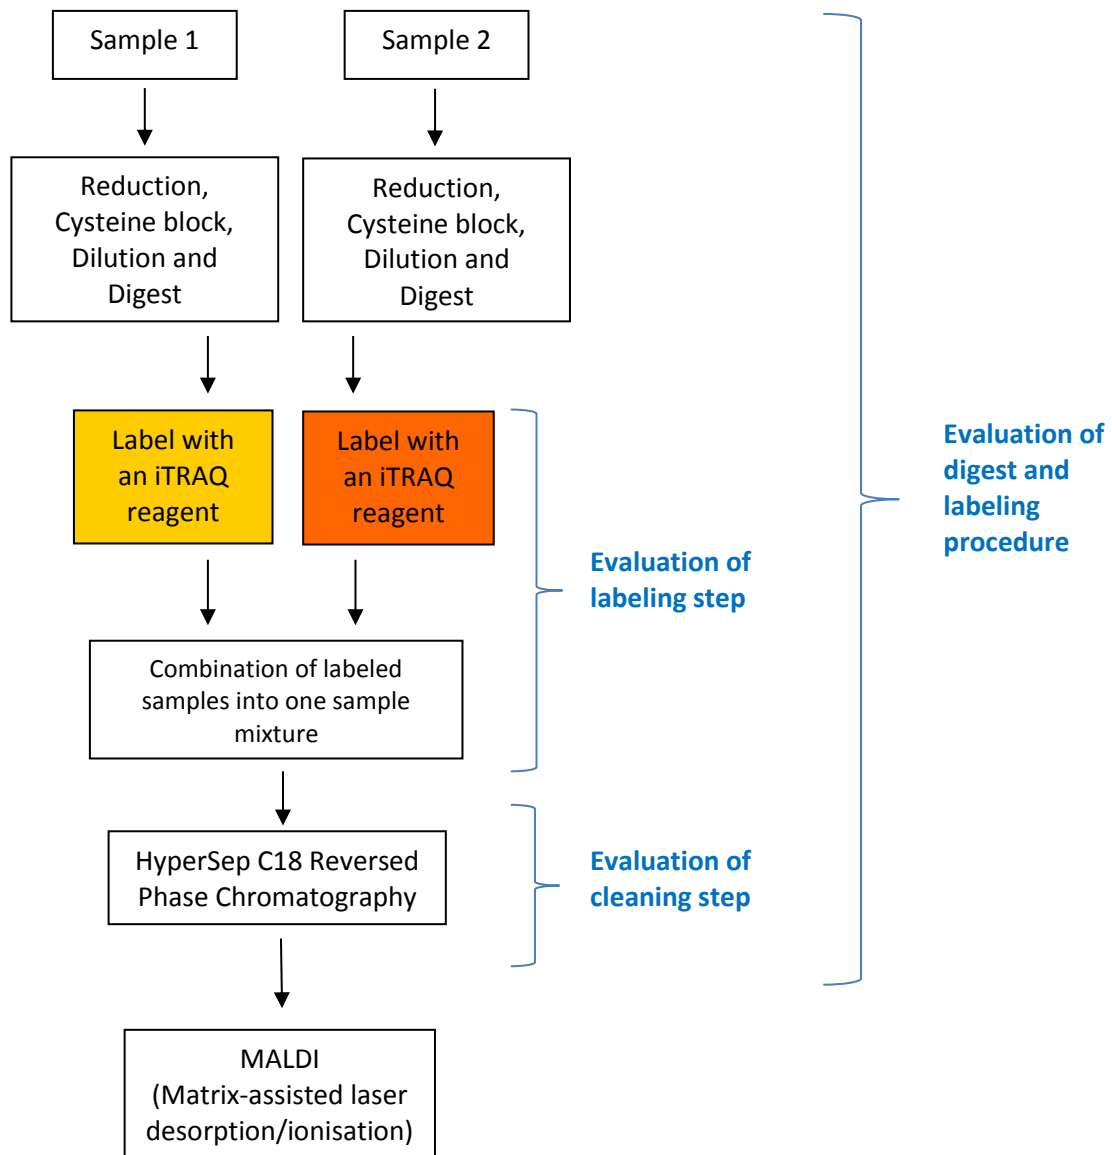 Sample 1
Sample 2
Reduction,
Cysteine block,
Dilution and
Digest
Reduction,
Cysteine block,
Dilution and
Digest
Label with
an iTRAQ
reagent
Label with
an iTRAQ
reagent
Evaluation of
digest and
labeling
procedure
Evaluation of
labeling step
Combination of labeled
samples into one sample
mixture
HyperSep C18 Reversed
Phase Chromatography
Evaluation of
cleaning step
MALDI
(Matrix-assisted laser
desorption/ionisation)